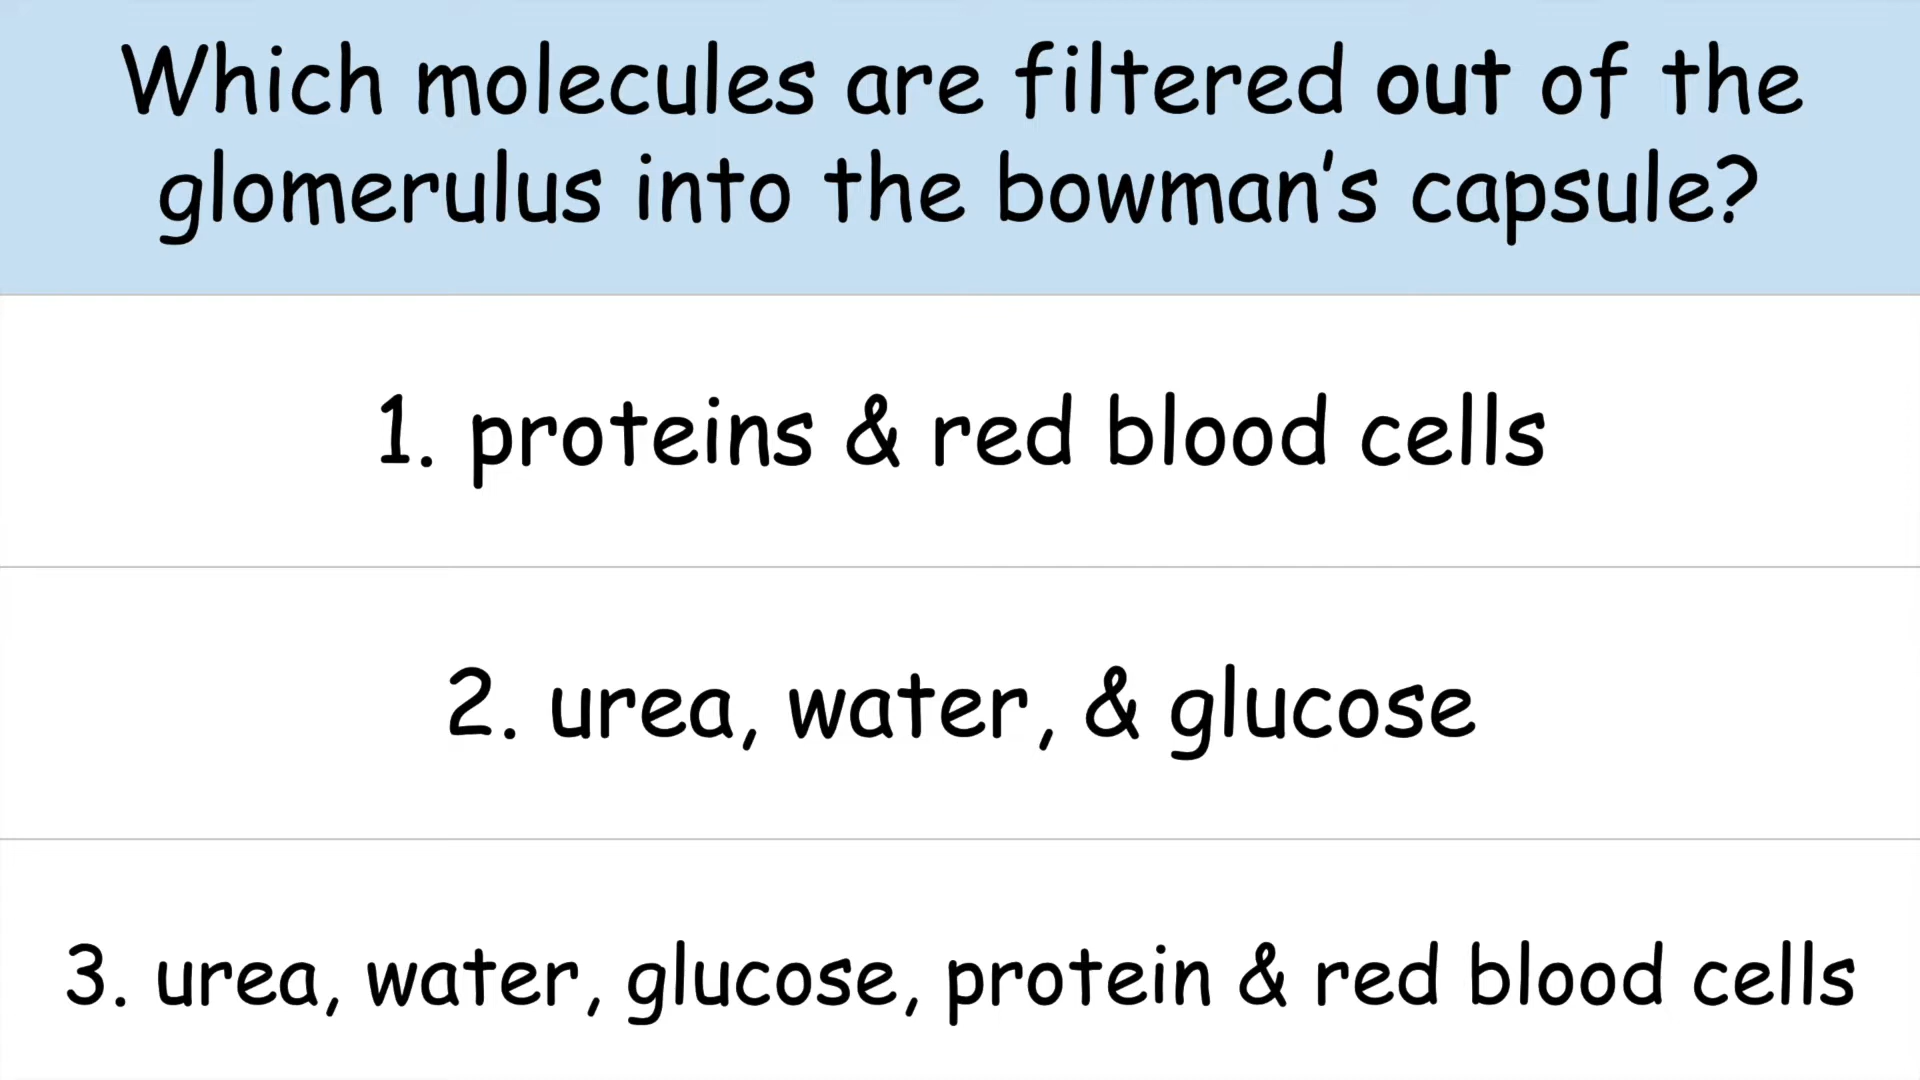 Which molecules are filtered out of the
glomerulus into the bowman's capsule?
1. proteins & red blood cells
2. urea, water, & glucose
3. urea, water, glucose, protein & red blood cells